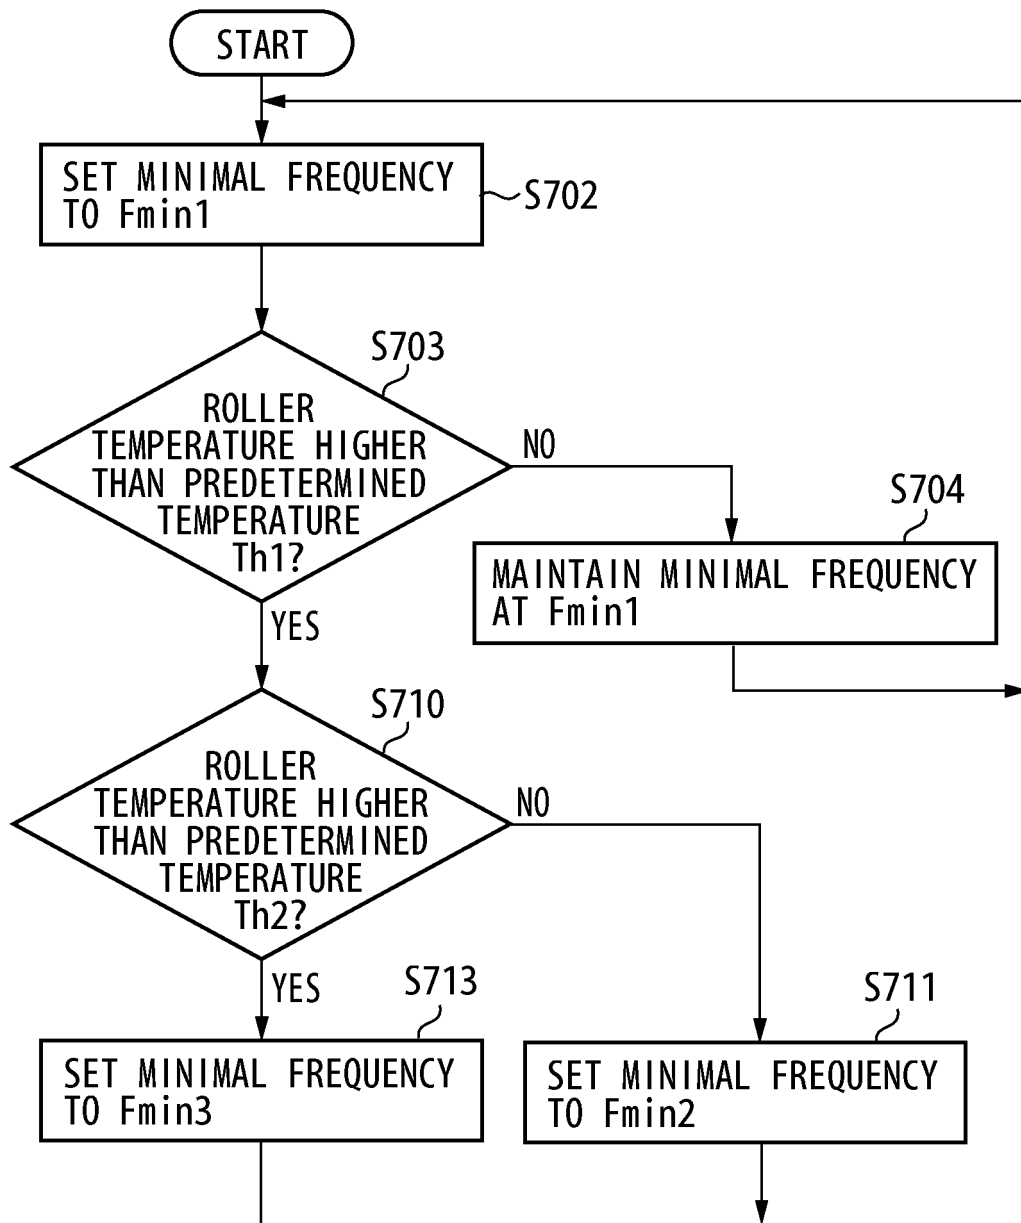 START
SET MINIMAL FREQUENCY
TO Fmin1
S702
S703
ROLLER
TEMPERATURE HIGHER
THAN PREDETERMINED
TEMPERATURE
Th1?
NO
YES
S704
MAINTAIN MINIMAL FREQUENCY
AT Fmin1
S710
ROLLER
TEMPERATURE HIGHER
THAN PREDETERMINED
TEMPERATURE
Th2?
NO
YES
S713
SET MINIMAL FREQUENCY
TO Fmin3
S711
SET MINIMAL FREQUENCY
TO Fmin2